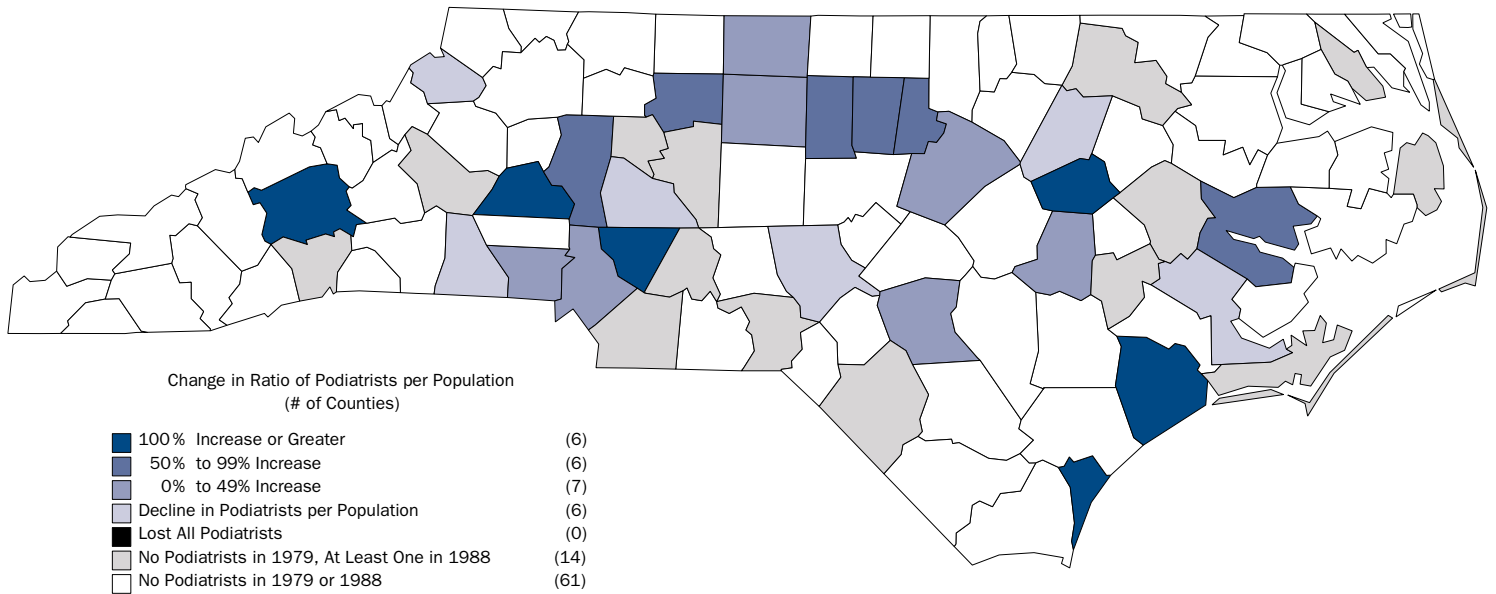 Change in Ratio of Podiatrists per Population
(# of Counties)
100% Increase or Greater (6)
50% to 99% Increase (6)
0% to 49% Increase (7)
Decline in Podiatrists per Population (6)
Lost All Podiatrists (0)
No Podiatrists in 1979, At Least One in 1988 (14)
No Podiatrists in 1979 or 1988 (61)